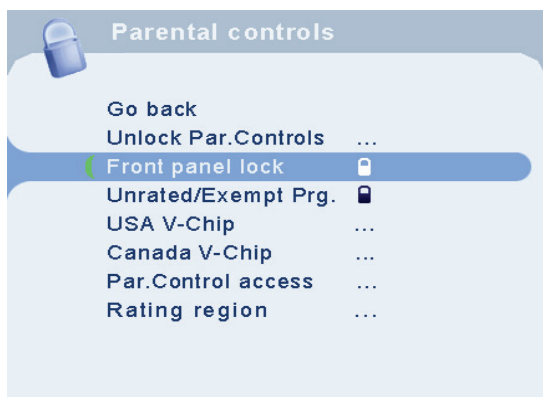 Parental controls
Go back
Unlock Par.Controls ...
Front panel lock
Unrated/Exempt Prg.
USA V-Chip ...
Canada V-Chip ...
Par.Control access ...
Rating region ...